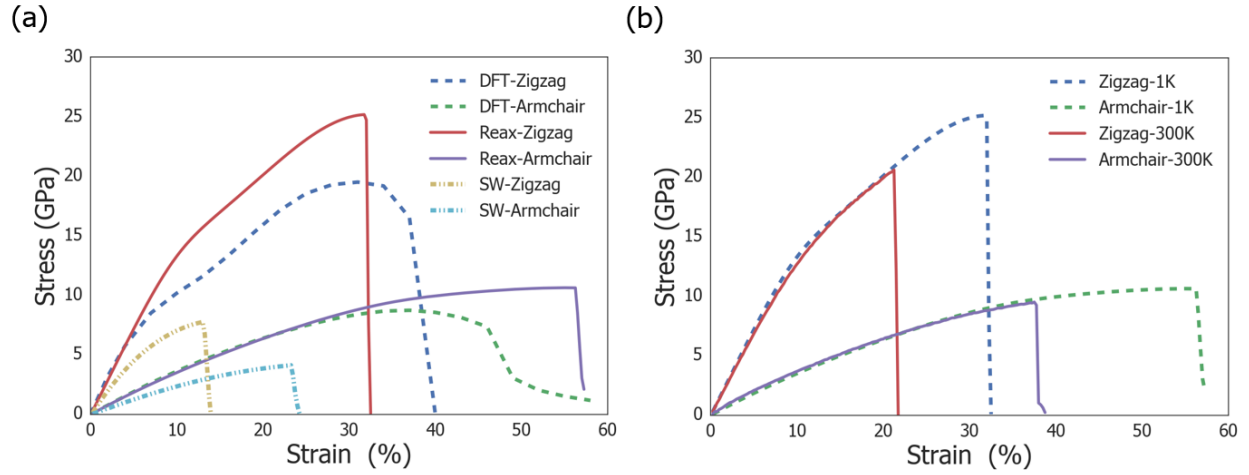 (a)
30
25
20
15
10
5
0
Stress (GPa)
0 10 20 30 40 50 60
Strain (%)
DFT-Zigzag
DFT-Armchair
Reax-Zigzag
Reax-Armchair
SW-Zigzag
SW-Armchair
(b)
30
25
20
15
10
5
0
Stress (GPa)
0 10 20 30 40 50 60
Strain (%)
Zigzag-1K
Armchair-1K
Zigzag-300K
Armchair-300K